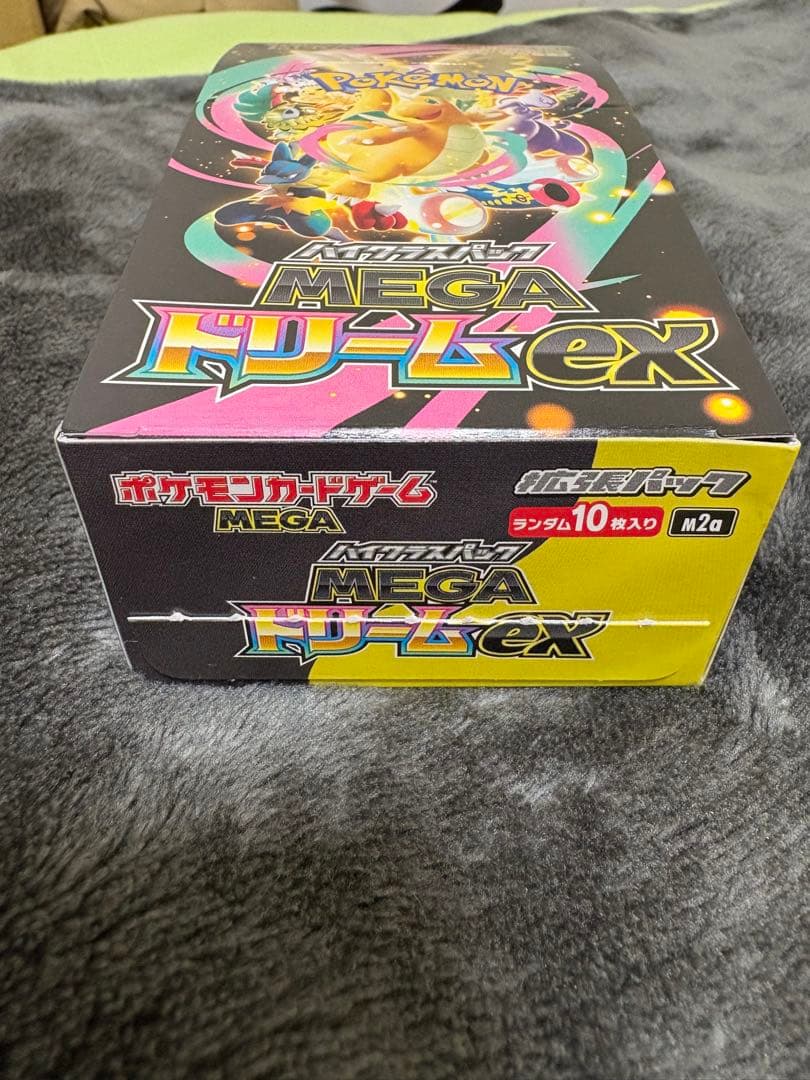 POKÉMON
ハイクラスパック
MEGA
ドリームex
ポケモンカードゲーム
MEGA
拡張パック
ランダム10枚入り
M2a
ハイクラスパック
MEGA
ドリームex